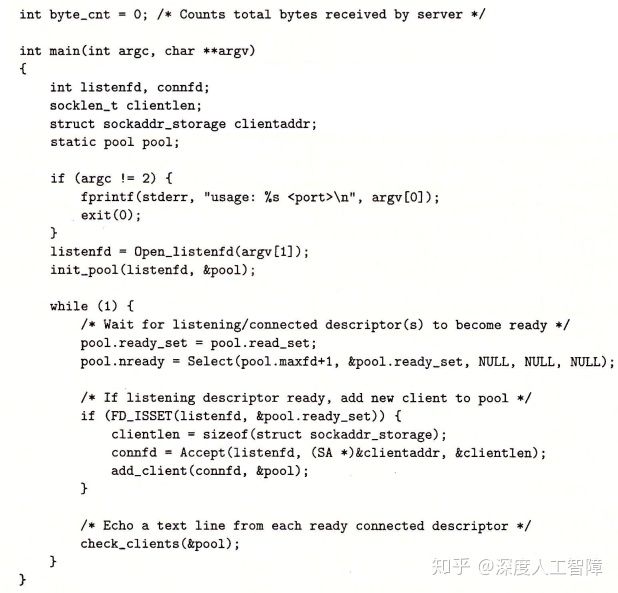 int byte_cnt = 0; /* Counts total bytes received by server */

int main(int argc, char **argv)
{
    int listenfd, connfd;
    socklen_t clientlen;
    struct sockaddr_storage clientaddr;
    static pool pool;

    if (argc != 2) {
        fprintf(stderr, "usage: %s <port>\n", argv[0]);
        exit(0);
    }
    listenfd = Open_listenfd(argv[1]);
    init_pool(listenfd, &pool);

    while (1) {
        /* Wait for listening/connected descriptor(s) to become ready */
        pool.ready_set = pool.read_set;
        pool.nready = Select(pool.maxfd+1, &pool.ready_set, NULL, NULL, NULL);

        /* If listening descriptor ready, add new client to pool */
        if (FD_ISSET(listenfd, &pool.ready_set)) {
            clientlen = sizeof(struct sockaddr_storage);
            connfd = Accept(listenfd, (SA *)&clientaddr, &clientlen);
            add_client(connfd, &pool);
        }

        /* Echo a text line from each ready connected descriptor */
        check_clients(&pool);
    }
}
知乎 @深度人工智障